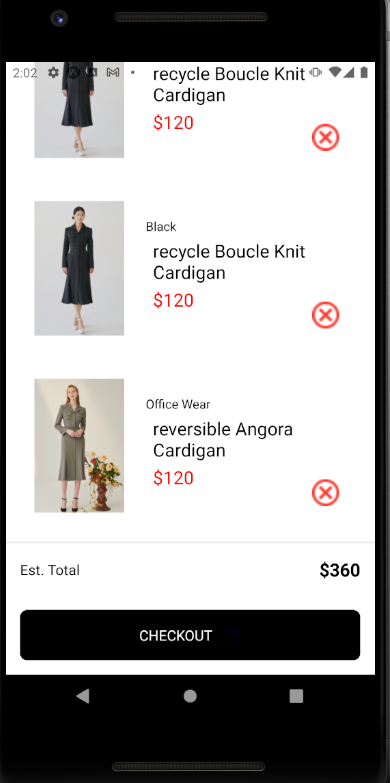 2:02
recycle Boucle Knit
Cardigan
$120
Black
recycle Boucle Knit
Cardigan
$120
Office Wear
reversible Angora
Cardigan
$120
Est. Total
$360
CHECKOUT